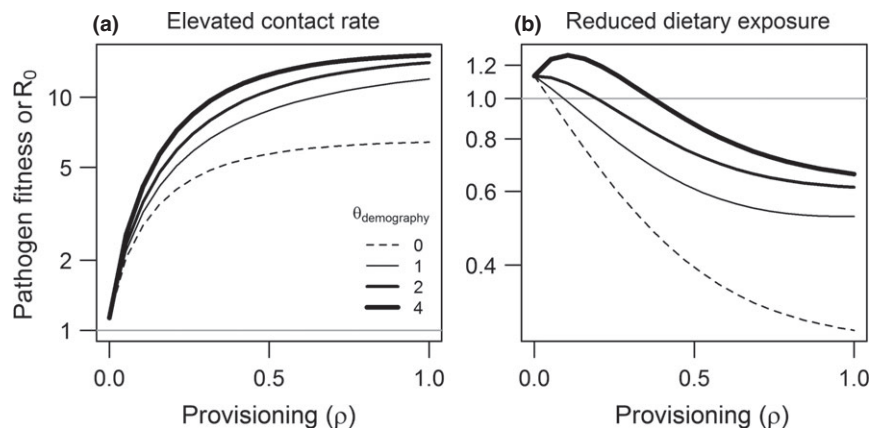 (a) Elevated contact rate
Pathogen fitness or R0
10
5
2
1
θdemography
0
1
2
4
0.0 0.5 1.0
Provisioning (ρ)
(b) Reduced dietary exposure
1.2
1.0
0.8
0.6
0.4
0.0 0.5 1.0
Provisioning (ρ)